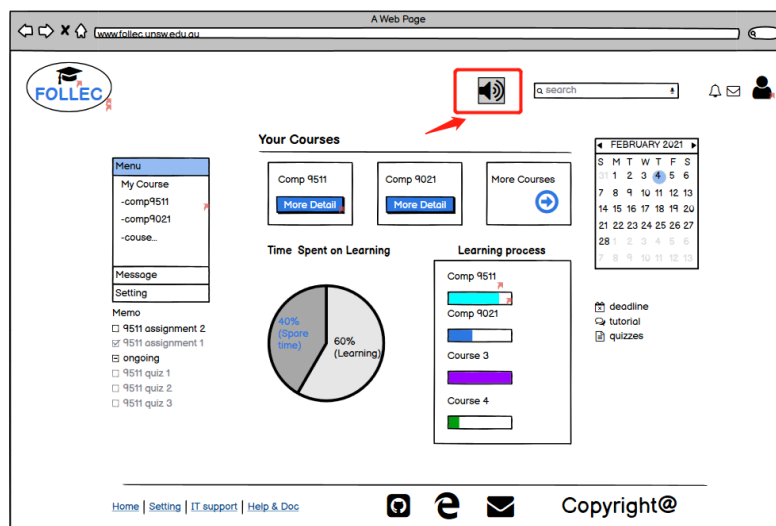 A Web Page
www.follec.unsw.edu.au
FOLLEC
search
Your Courses
Menu
My Course
-comp9511
-comp9021
-couse...
Message
Setting
Comp 9511
More Detail
Comp 9021
More Detail
More Courses
FEBRUARY 2021
S M T W T F S
31 1 2 3 4 5 6
7 8 9 10 11 12 13
14 15 16 17 18 19 20
21 22 23 24 25 26 27
28 1 2 3 4 5 6
7 8 9 10 11 12 13
Time Spent on Learning
40%
(Spare
time)
60%
(Learning)
Learning process
Comp 9511
Comp 9021
Course 3
Course 4
Memo
9511 assignment 2
9511 assignment 1
ongoing
9511 quiz 1
9511 quiz 2
9511 quiz 3
deadline
tutorial
quizzes
Home | Setting | IT support | Help & Doc
Copyright@